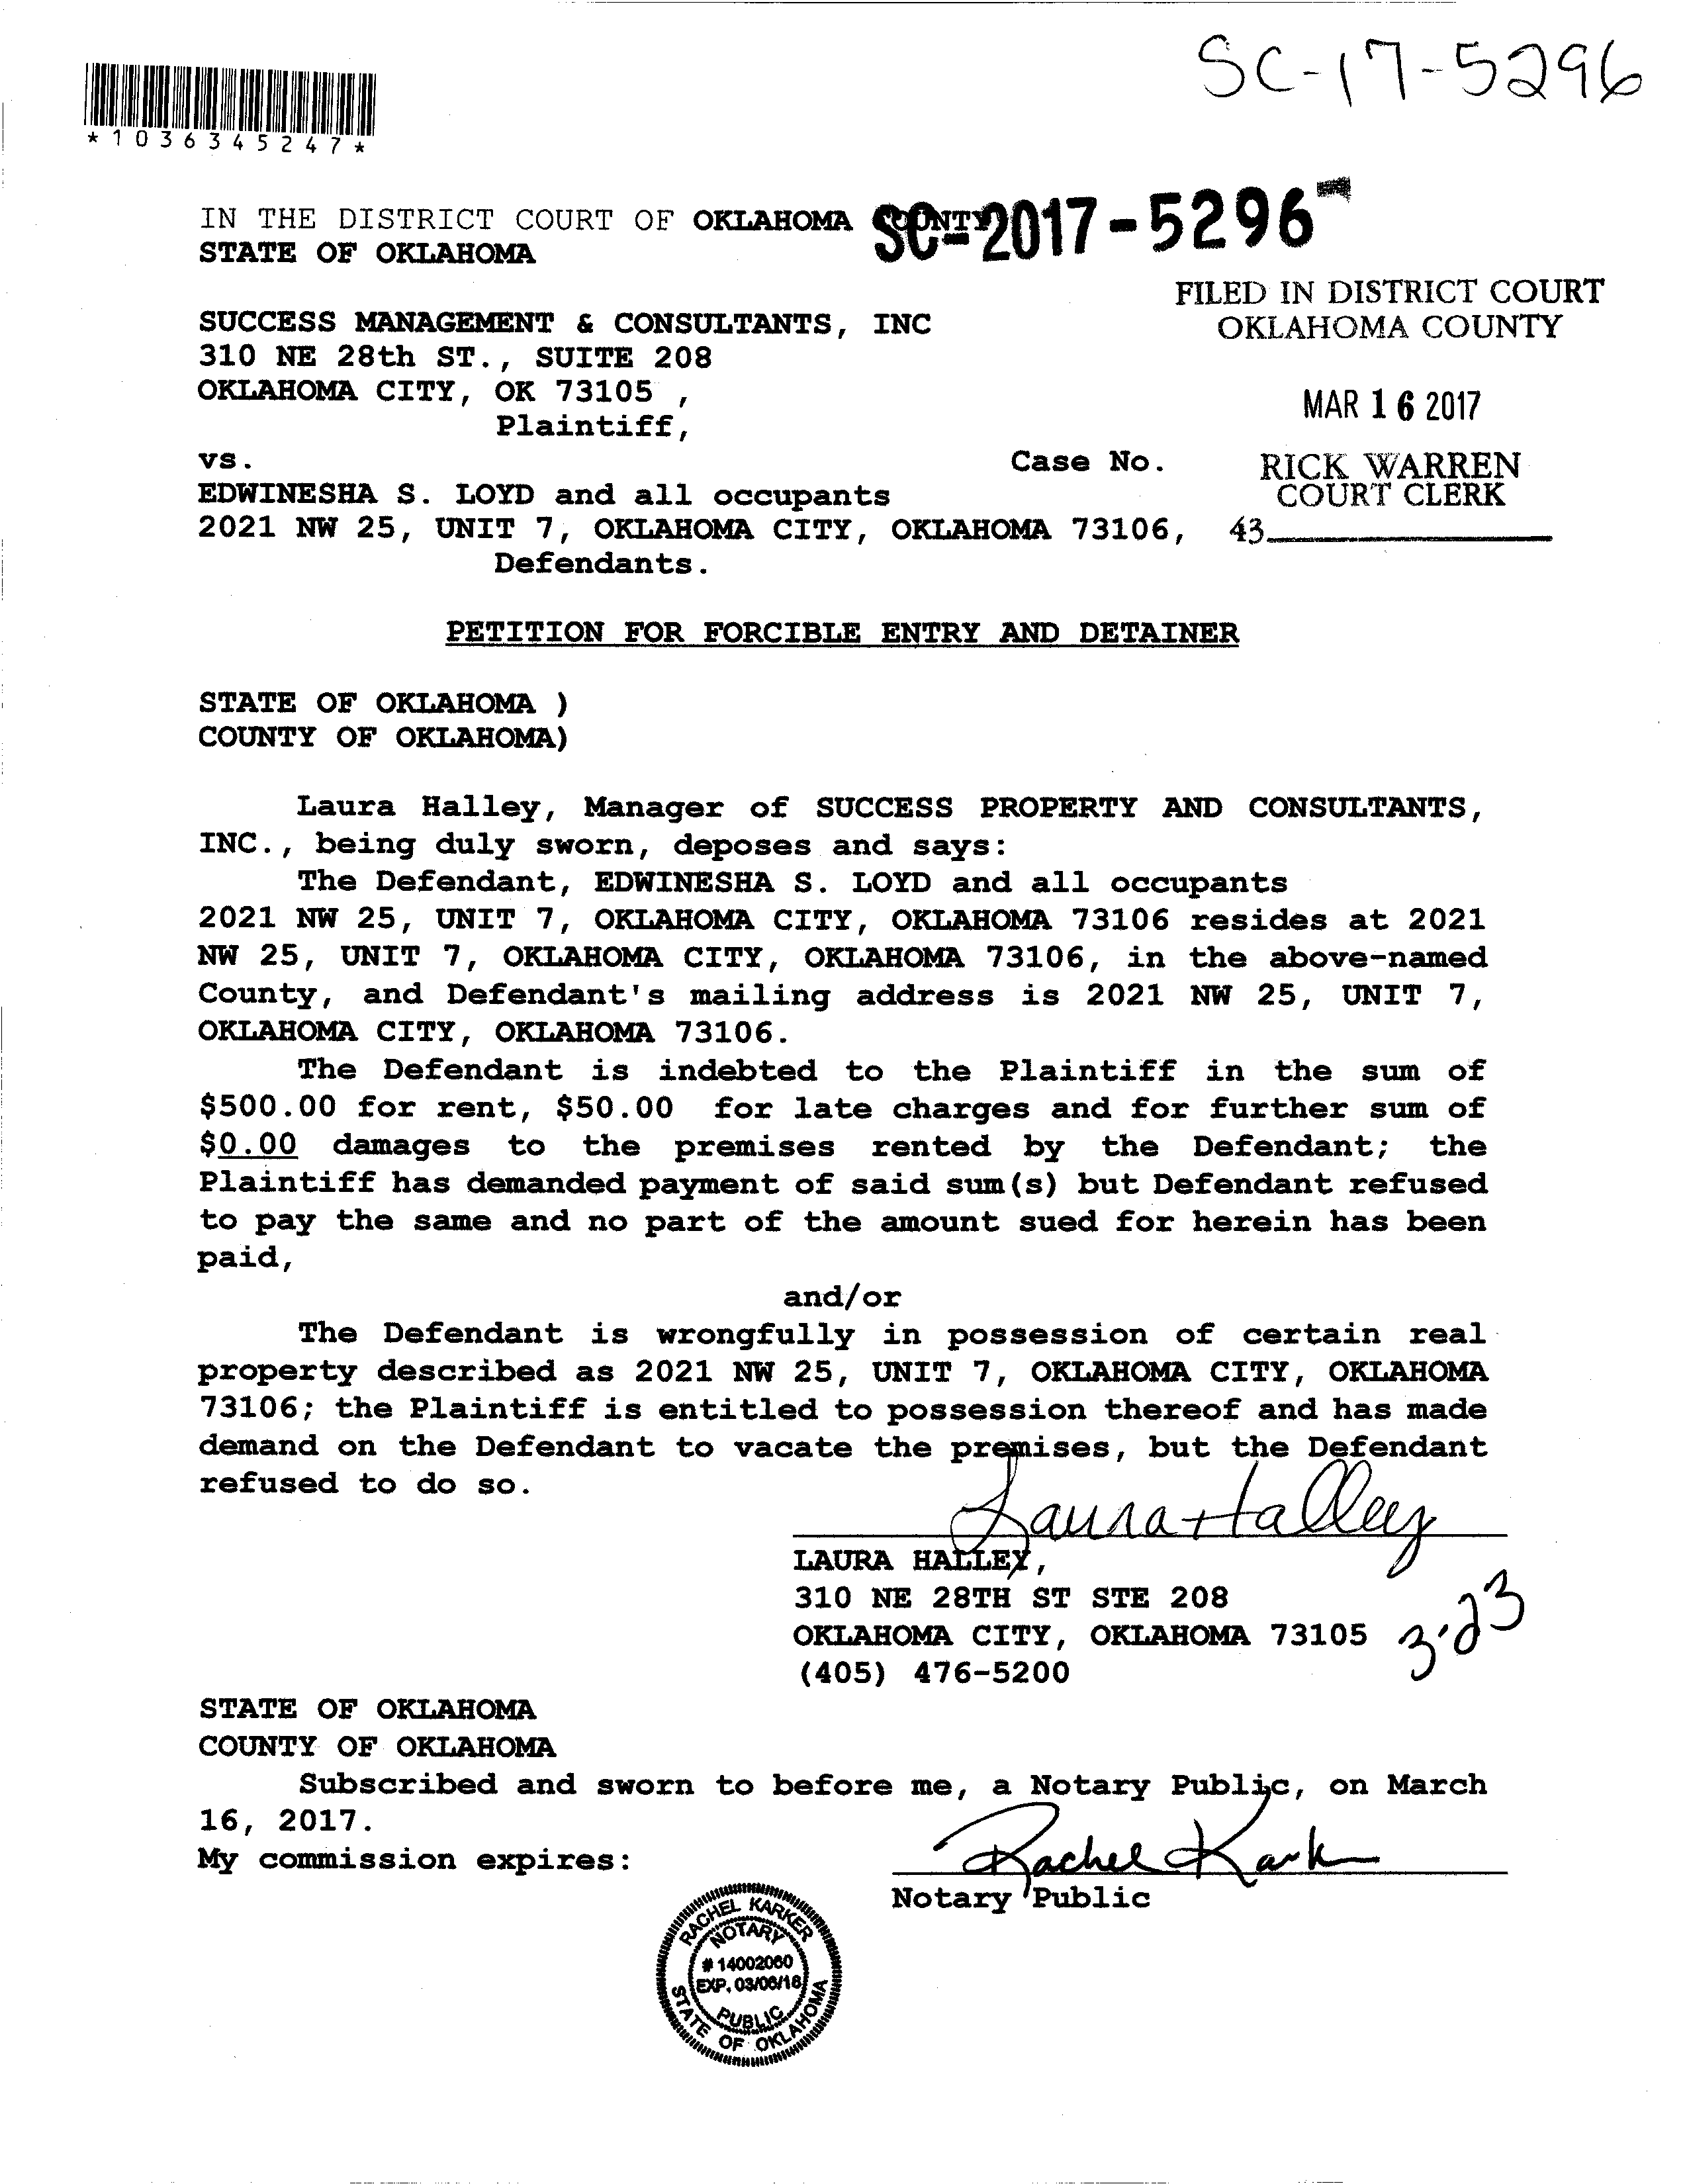 SC-17-5296
*1036345247*
IN THE DISTRICT COURT OF OKLAHOMA COUNTY
SC-2017-5296
STATE OF OKLAHOMA
FILED IN DISTRICT COURT
OKLAHOMA COUNTY
SUCCESS MANAGEMENT & CONSULTANTS, INC
310 NE 28th ST., SUITE 208
OKLAHOMA CITY, OK 73105 ,
MAR 16 2017
Plaintiff,
vs.
Case No.
RICK WARREN
COURT CLERK
EDWINESHA S. LOYD and all occupants
2021 NW 25, UNIT 7, OKLAHOMA CITY, OKLAHOMA 73106,
43
Defendants.
PETITION FOR FORCIBLE ENTRY AND DETAINER
STATE OF OKLAHOMA )
COUNTY OF OKLAHOMA)
Laura Halley, Manager of SUCCESS PROPERTY AND CONSULTANTS,
INC., being duly sworn, deposes and says:
The Defendant, EDWINESHA S. LOYD and all occupants
2021 NW 25, UNIT 7, OKLAHOMA CITY, OKLAHOMA 73106 resides at 2021
NW 25, UNIT 7, OKLAHOMA CITY, OKLAHOMA 73106, in the above-named
County, and Defendant's mailing address is 2021 NW 25, UNIT 7,
OKLAHOMA CITY, OKLAHOMA 73106.
The Defendant is indebted to the Plaintiff in the sum of
$500.00 for rent, $50.00 for late charges and for further sum of
$0.00 damages to the premises rented by the Defendant; the
Plaintiff has demanded payment of said sum(s) but Defendant refused
to pay the same and no part of the amount sued for herein has been
paid,
and/or
The Defendant is wrongfully in possession of certain real
property described as 2021 NW 25, UNIT 7, OKLAHOMA CITY, OKLAHOMA
73106; the Plaintiff is entitled to possession thereof and has made
demand on the Defendant to vacate the premises, but the Defendant
refused to do so.
Laura Halley
LAURA HALLEY,
310 NE 28TH ST STE 208
OKLAHOMA CITY, OKLAHOMA 73105
3-23
(405) 476-5200
STATE OF OKLAHOMA
COUNTY OF OKLAHOMA
Subscribed and sworn to before me, a Notary Public, on March
16, 2017.
My commission expires:
Rachel Kark
Notary Public
RACHEL KARKER
NOTARY
# 14002060
EXP. 03/06/18
PUBLIC
STATE OF OKLAHOMA